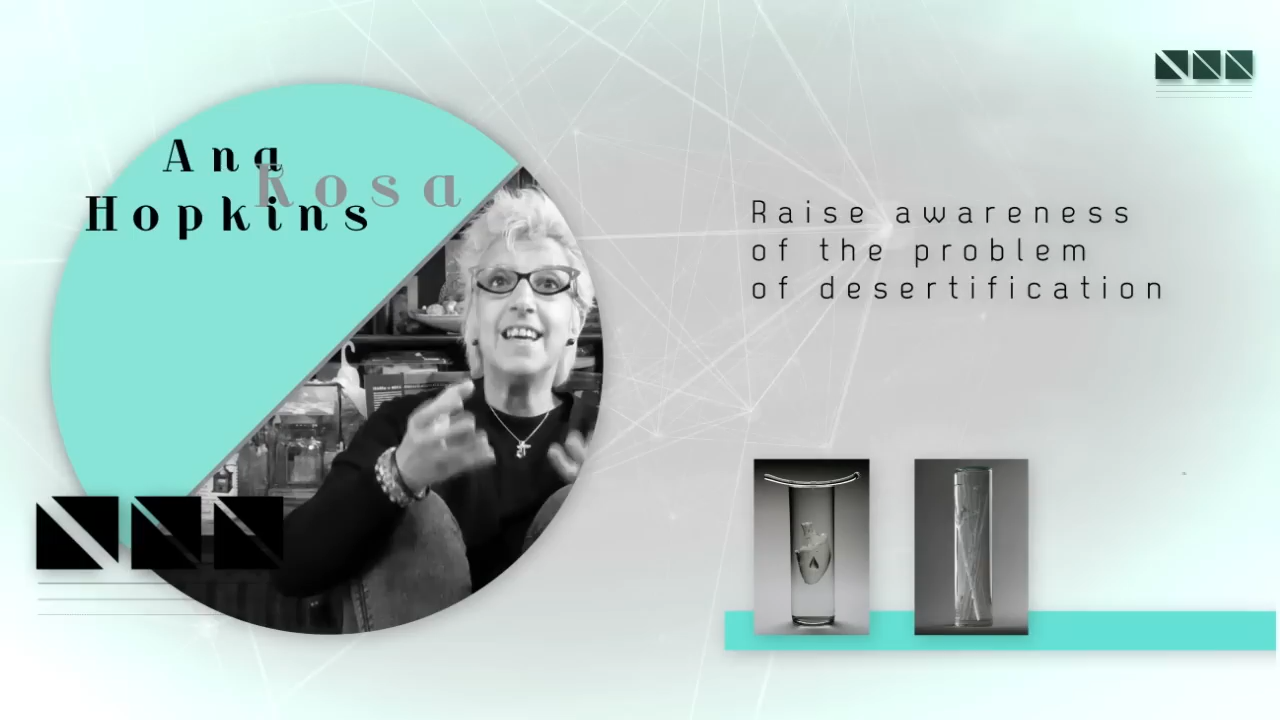 Ana
Rosa
Hopkins
Raise awareness
of the problem
of desertification